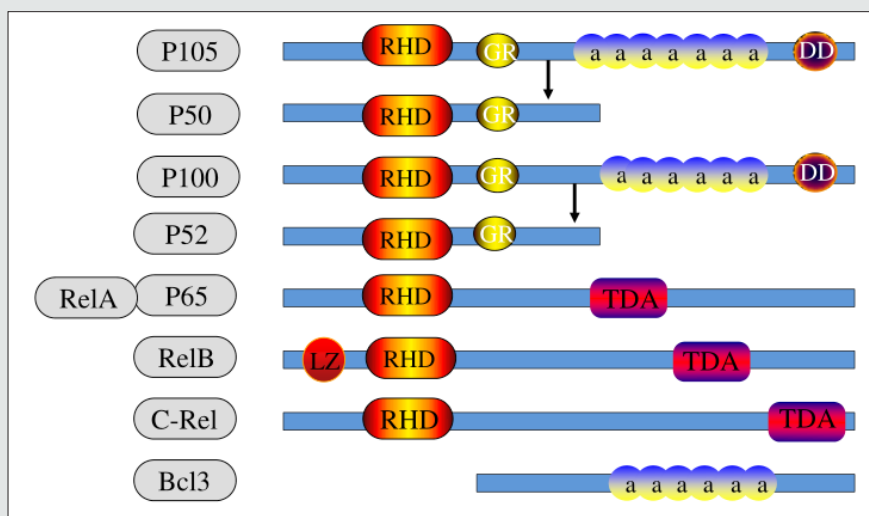 P105 RHD GR a a a a a a a DD
P50 RHD GR
P100 RHD GR a a a a a a DD
P52 RHD GR
RelA P65 RHD TDA
RelB LZ RHD TDA
C-Rel RHD TDA
Bcl3 a a a a a a